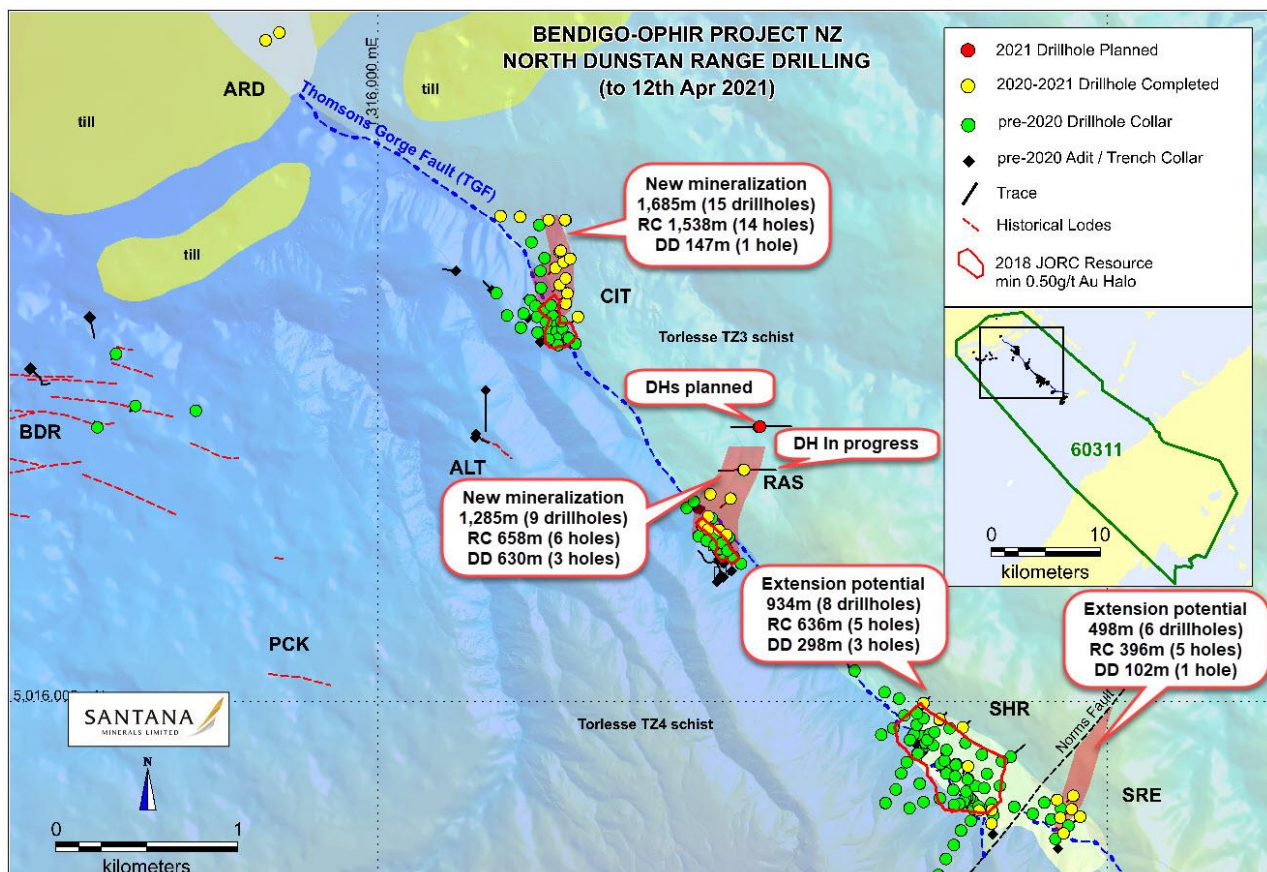 BENDIGO-OPHIR PROJECT NZ
NORTH DUNSTAN RANGE DRILLING
(to 12th Apr 2021)
2021 Drillhole Planned
2020-2021 Drillhole Completed
pre-2020 Drillhole Collar
pre-2020 Adit / Trench Collar
Trace
Historical Lodes
2018 JORC Resource
min 0.50g/t Au Halo
60311
0 10
kilometers
ARD
till
till
till
1,316,000 mE
Thomsons Gorge Fault (TGF)
New mineralization
1,685m (15 drillholes)
RC 1,538m (14 holes)
DD 147m (1 hole)
CIT
Torlesse TZ3 schist
DHs planned
DH In progress
RAS
BDR
ALT
New mineralization
1,285m (9 drillholes)
RC 658m (6 holes)
DD 630m (3 holes)
Extension potential
934m (8 drillholes)
RC 636m (5 holes)
DD 298m (3 holes)
Extension potential
498m (6 drillholes)
RC 396m (5 holes)
DD 102m (1 hole)
PCK
5,016,000
SANTANA
MINERALS LIMITED
Torlesse TZ4 schist
SHR
Norms Fault
SRE
N
0 1
kilometers